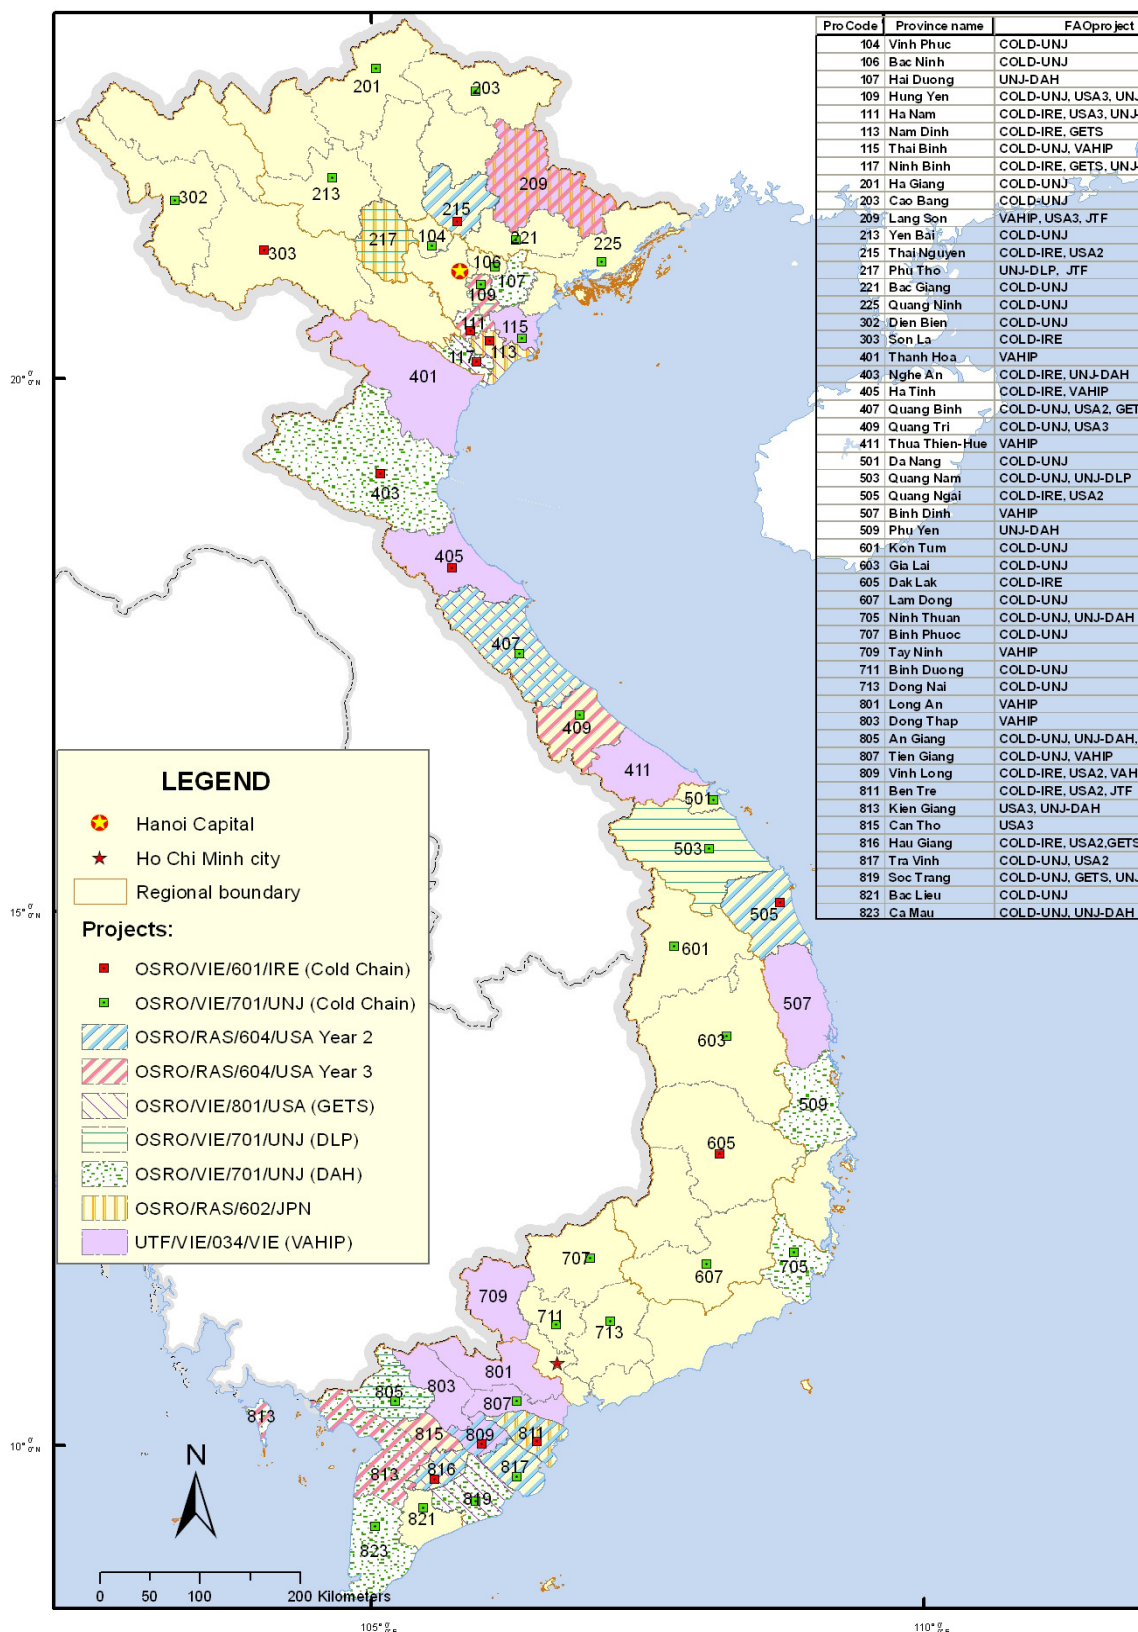 ProCode Province name FAOproject
104 Vinh Phuc COLD-UNJ
106 Bac Ninh COLD-UNJ
107 Hai Duong UNJ-DAH
109 Hung Yen COLD-UNJ, USA3, UNJ
111 Ha Nam COLD-IRE, USA3, UNJ-
113 Nam Dinh COLD-IRE, GETS
115 Thai Binh COLD-UNJ, VAHIP
117 Ninh Binh COLD-IRE, GETS, UNJ-
201 Ha Giang COLD-UNJ
203 Cao Bang COLD-UNJ
209 Lang Son VAHIP, USA3, JTF
213 Yen Bai COLD-UNJ
215 Thai Nguyen COLD-IRE, USA2
217 Phu Tho UNJ-DLP, JTF
221 Bac Giang COLD-UNJ
225 Quang Ninh COLD-UNJ
302 Dien Bien COLD-UNJ
303 Son La COLD-IRE
401 Thanh Hoa VAHIP
403 Nghe An COLD-IRE, UNJ-DAH
405 Ha Tinh COLD-IRE, VAHIP
407 Quang Binh COLD-UNJ, USA2, GET
409 Quang Tri COLD-UNJ, USA3
411 Thua Thien-Hue VAHIP
501 Da Nang COLD-UNJ
503 Quang Nam COLD-UNJ, UNJ-DLP
505 Quang Ngai COLD-IRE, USA2
507 Binh Dinh VAHIP
509 Phu Yen UNJ-DAH
601 Kon Tum COLD-UNJ
603 Gia Lai COLD-UNJ
605 Dak Lak COLD-IRE
607 Lam Dong COLD-UNJ
705 Ninh Thuan COLD-UNJ, UNJ-DAH
707 Binh Phuoc COLD-UNJ
709 Tay Ninh VAHIP
711 Binh Duong COLD-UNJ
713 Dong Nai COLD-UNJ
801 Long An VAHIP
803 Dong Thap VAHIP
805 An Giang COLD-UNJ, UNJ-DAH,
807 Tien Giang COLD-UNJ, VAHIP
809 Vinh Long COLD-IRE, USA2, VAH
811 Ben Tre COLD-IRE, USA2, JTF
813 Kien Giang USA3, UNJ-DAH
815 Can Tho USA3
816 Hau Giang COLD-IRE, USA2,GETS
817 Tra Vinh COLD-UNJ, USA2
819 Soc Trang COLD-UNJ, GETS, UNJ
821 Bac Lieu COLD-UNJ
823 Ca Mau COLD-UNJ, UNJ-DAH
201
203
209
302
213
215
217
104
221
225
303
106
107
109
111
115
117
113
401
403
405
407
409
411
501
503
505
601
507
603
509
605
707
607
705
709
711
713
801
803
805
807
813
815
809
811
813
816
817
819
821
823
LEGEND
Hanoi Capital
Ho Chi Minh city
Regional boundary
Projects:
OSRO/VIE/601/IRE (Cold Chain)
OSRO/VIE/701/UNJ (Cold Chain)
OSRO/RAS/604/USA Year 2
OSRO/RAS/604/USA Year 3
OSRO/VIE/801/USA (GETS)
OSRO/VIE/701/UNJ (DLP)
OSRO/VIE/701/UNJ (DAH)
OSRO/RAS/602/JPN
UTF/VIE/034/VIE (VAHIP)
N
0 50 100 200 Kilometers